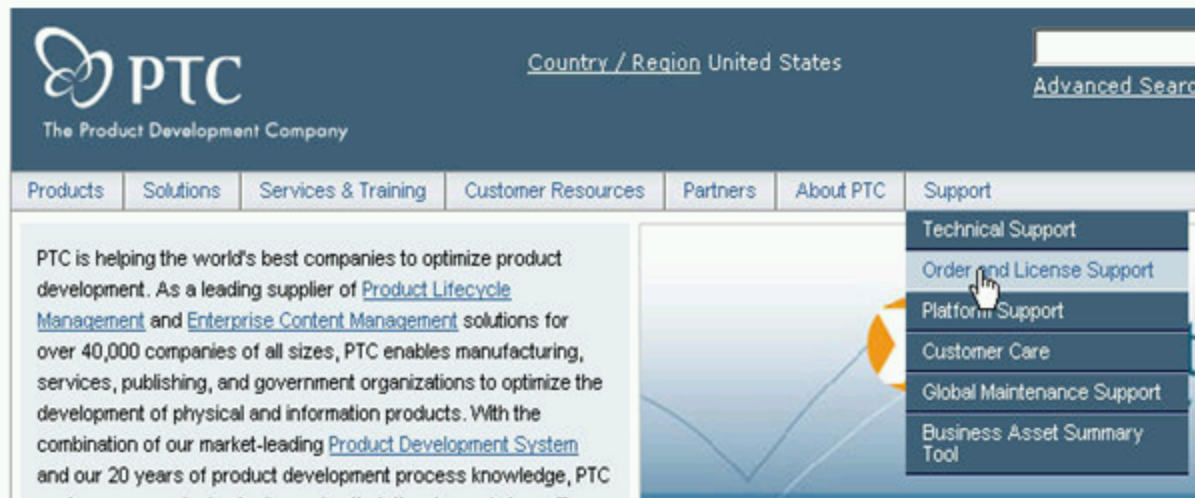 PTC
The Product Development Company
Country / Region United States
Advanced Searc
Products Solutions Services & Training Customer Resources Partners About PTC Support
Technical Support
Order and License Support
Platform Support
Customer Care
Global Maintenance Support
Business Asset Summary
Tool
PTC is helping the world's best companies to optimize product
development. As a leading supplier of Product Lifecycle
Management and Enterprise Content Management solutions for
over 40,000 companies of all sizes, PTC enables manufacturing,
services, publishing, and government organizations to optimize the
development of physical and information products. With the
combination of our market-leading Product Development System
and our 20 years of product development process knowledge, PTC